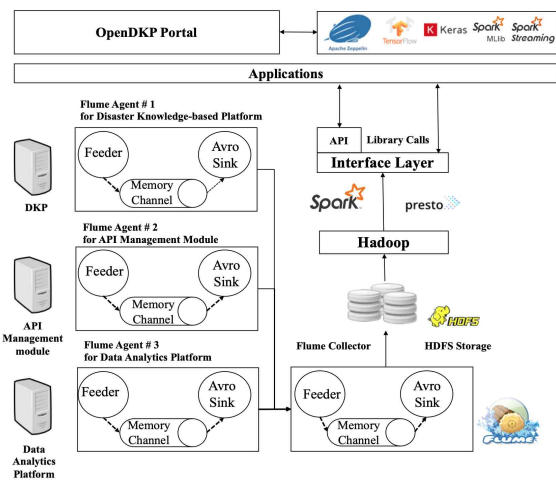 OpenDKP Portal
Apache Zeppelin
TensorFlow
K Keras
Spark
MLlib
Spark
Streaming
Applications
Flume Agent # 1
for Disaster Knowledge-based Platform
Feeder
Avro
Sink
Memory
Channel
DKP
API
Library Calls
Interface Layer
Spark
presto
Hadoop
Flume Agent # 2
for API Management Module
Feeder
Avro
Sink
Memory
Channel
API
Management
module
HDFS
Flume Collector
HDFS Storage
Flume Agent # 3
for Data Analytics Platform
Feeder
Avro
Sink
Memory
Channel
Data
Analytics
Platform
Feeder
Avro
Sink
Memory
Channel
FLUME